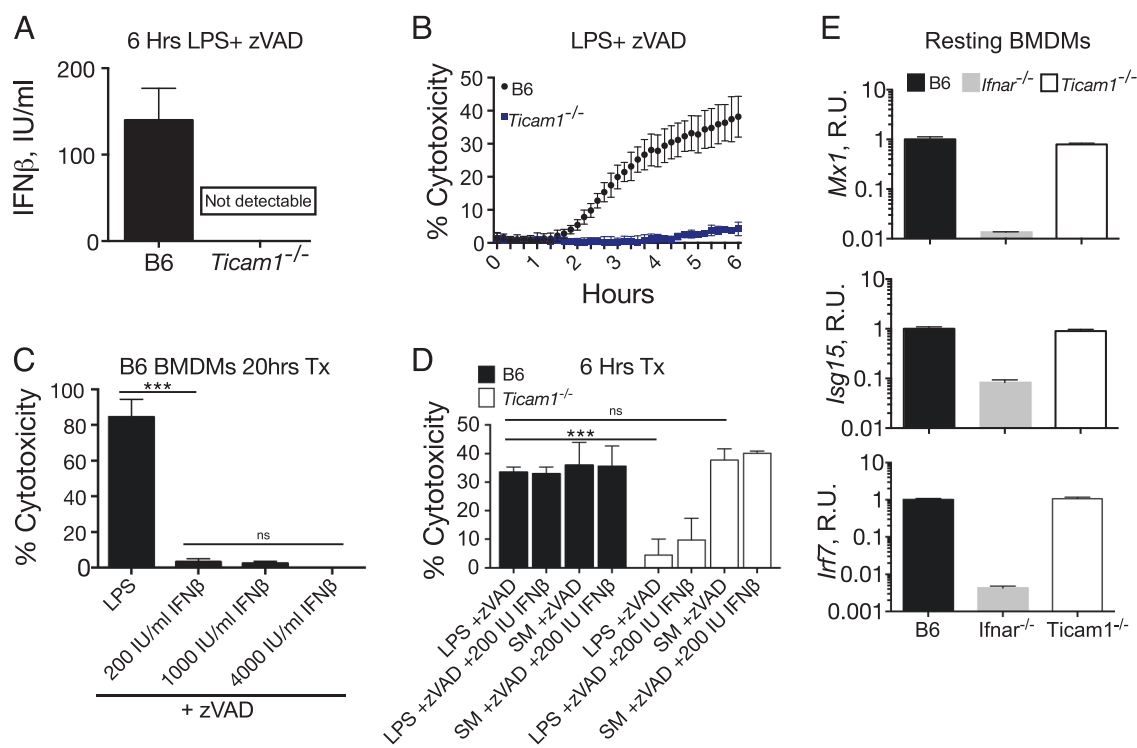 A
6 Hrs LPS+ zVAD
IFNβ, IU/ml
200
100
0
Not detectable
B6
Ticam1-/-
B
LPS+ zVAD
% Cytotoxicity
50
40
30
20
10
0
B6
Ticam1-/-
0
1
2
3
4
5
6
Hours
C
B6 BMDMs 20hrs Tx
% Cytotoxicity
100
80
60
40
20
0
***
ns
LPS
200 IU/ml IFNβ
1000 IU/ml IFNβ
4000 IU/ml IFNβ
+ zVAD
D
6 Hrs Tx
B6
Ticam1-/-
% Cytotoxicity
50
40
30
20
10
0
ns
***
LPS +zVAD
LPS +zVAD +200 IU IFNβ
SM +zVAD
SM +zVAD +200 IU IFNβ
LPS +zVAD
LPS +zVAD +200 IU IFNβ
SM +zVAD
SM +zVAD +200 IU IFNβ
E
Resting BMDMs
B6
Ifnar-/-
Ticam1-/-
Mx1, R.U.
10
1
0.1
0.01
Isg15, R.U.
10
1
0.1
0.01
Irf7, R.U.
10
1
0.1
0.01
0.001
B6
Ifnar-/-
Ticam1-/-